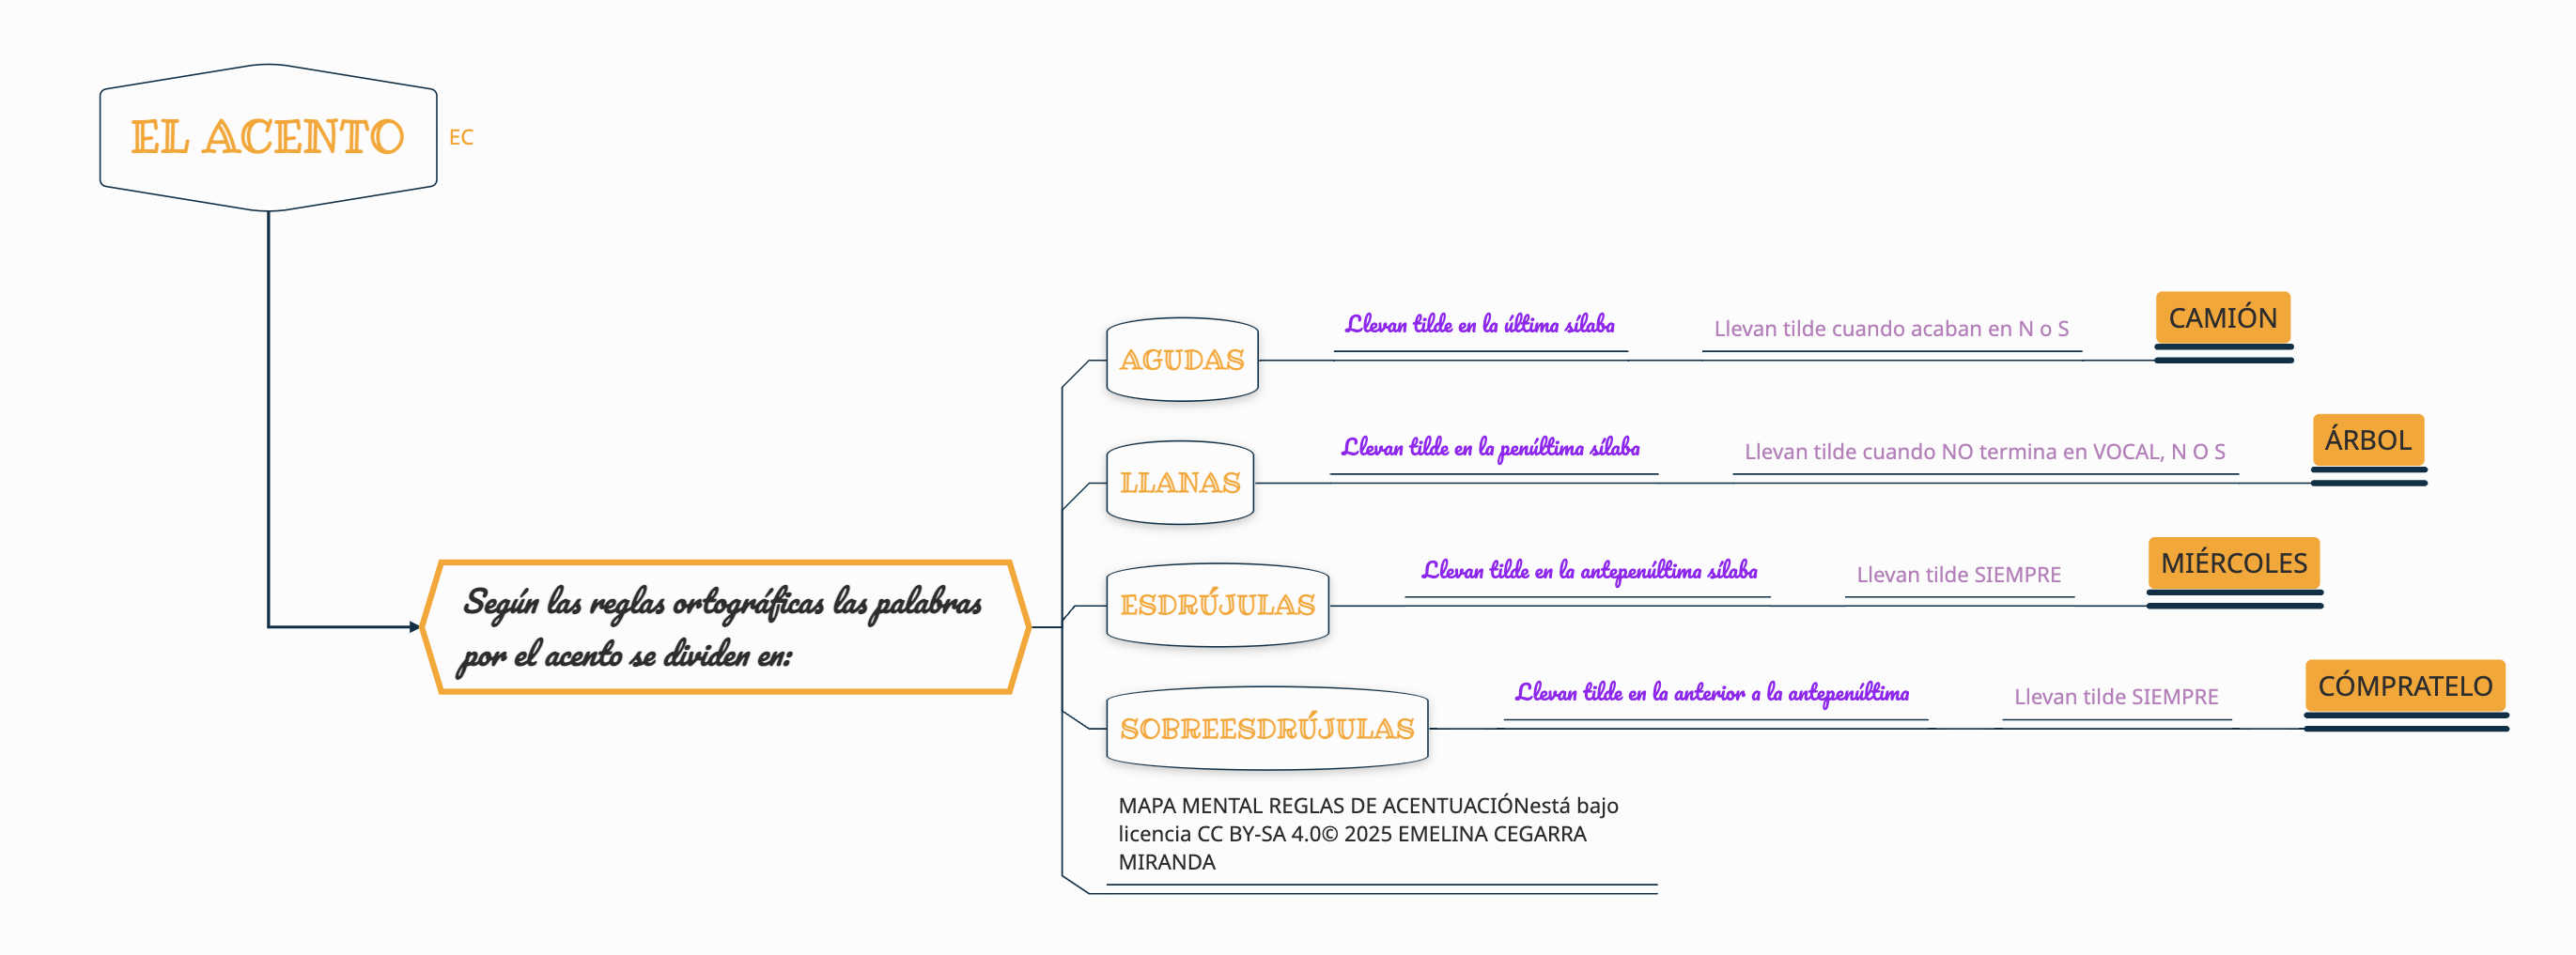 EL ACENTO
EC
Según las reglas ortográficas las palabras
por el acento se dividen en:
AGUDAS
Llevan tilde en la última sílaba
Llevan tilde cuando acaban en N o S
CAMIÓN
LLANAS
Llevan tilde en la penúltima sílaba
Llevan tilde cuando NO termina en VOCAL, N O S
ÁRBOL
ESDRÚJULAS
Llevan tilde en la antepenúltima sílaba
Llevan tilde SIEMPRE
MIÉRCOLES
SOBREESDRÚJULAS
Llevan tilde en la anterior a la antepenúltima
Llevan tilde SIEMPRE
CÓMPRATELO
MAPA MENTAL REGLAS DE ACENTUACIÓNestá bajo
licencia CC BY-SA 4.0© 2025 EMELINA CEGARRA
MIRANDA